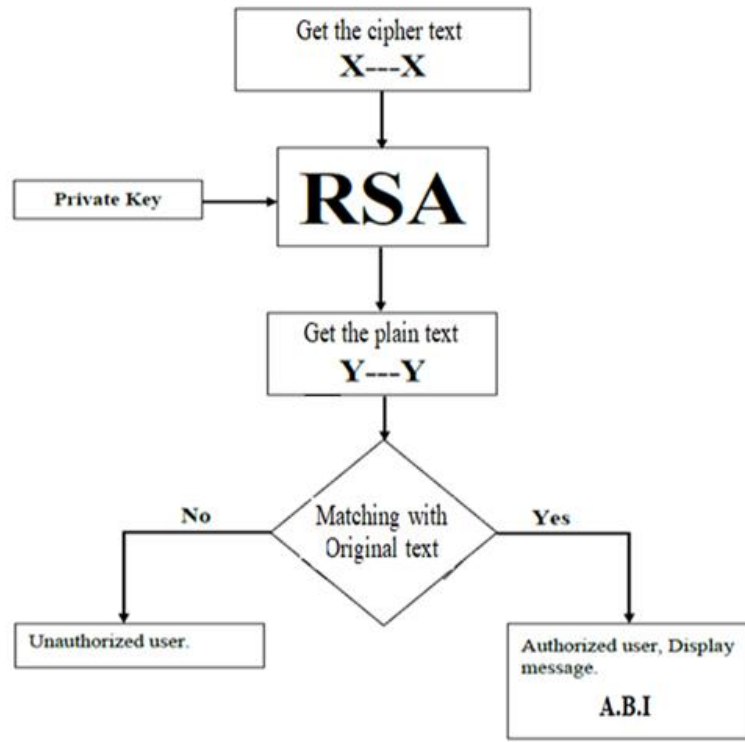 Get the cipher text
X---X
Private Key
RSA
Get the plain text
Y---Y
No
Matching with
Original text
Yes
Unauthorized user.
Authorized user, Display
message.
A.B.I